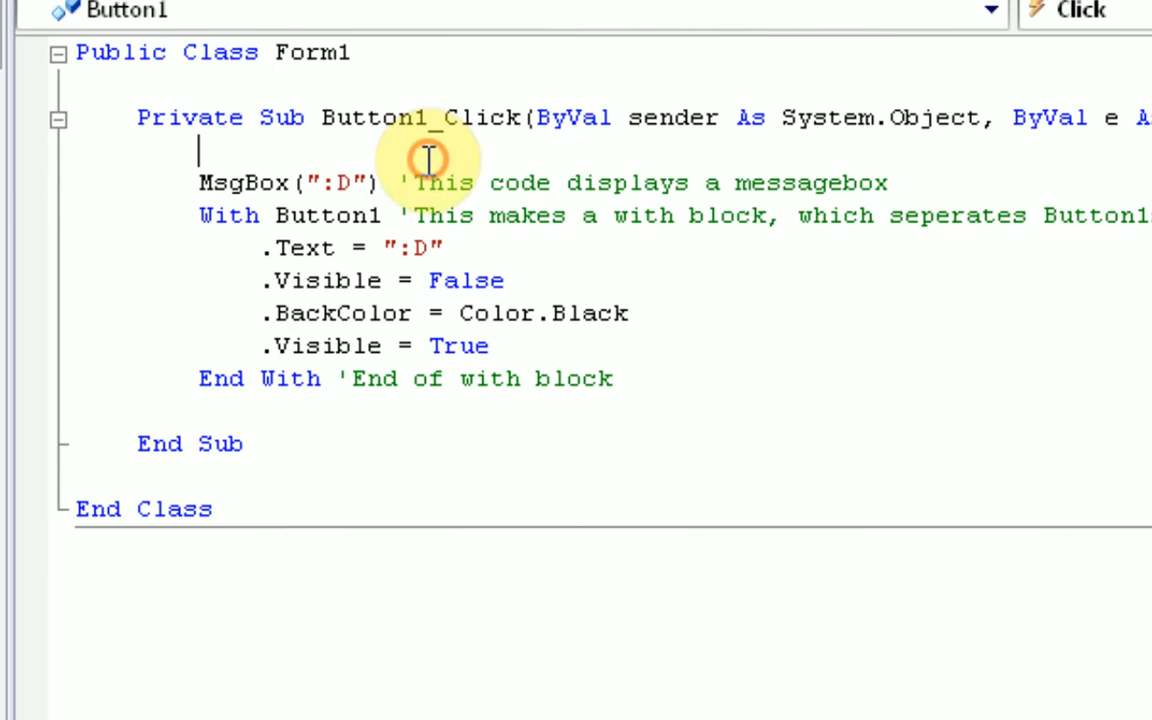 Button1 Click
Public Class Form1
Private Sub Button1_Click(ByVal sender As System.Object, ByVal e As
MsgBox(":D") 'This code displays a messagebox
With Button1 'This makes a with block, which seperates Button1
.Text = ":D"
.Visible = False
.BackColor = Color.Black
.Visible = True
End With 'End of with block
End Sub
End Class